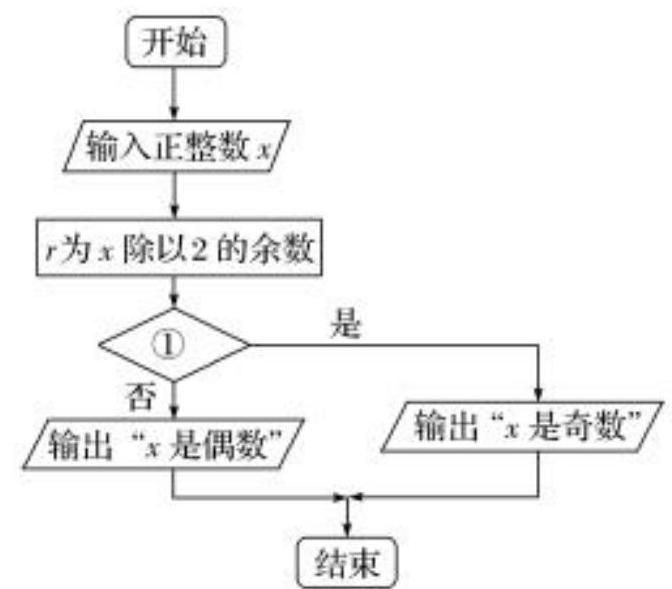 开始
输入正整数 x
r为 x 除以2 的余数
①
是
否
输出 “x 是偶数”
输出 “x 是奇数”
结束